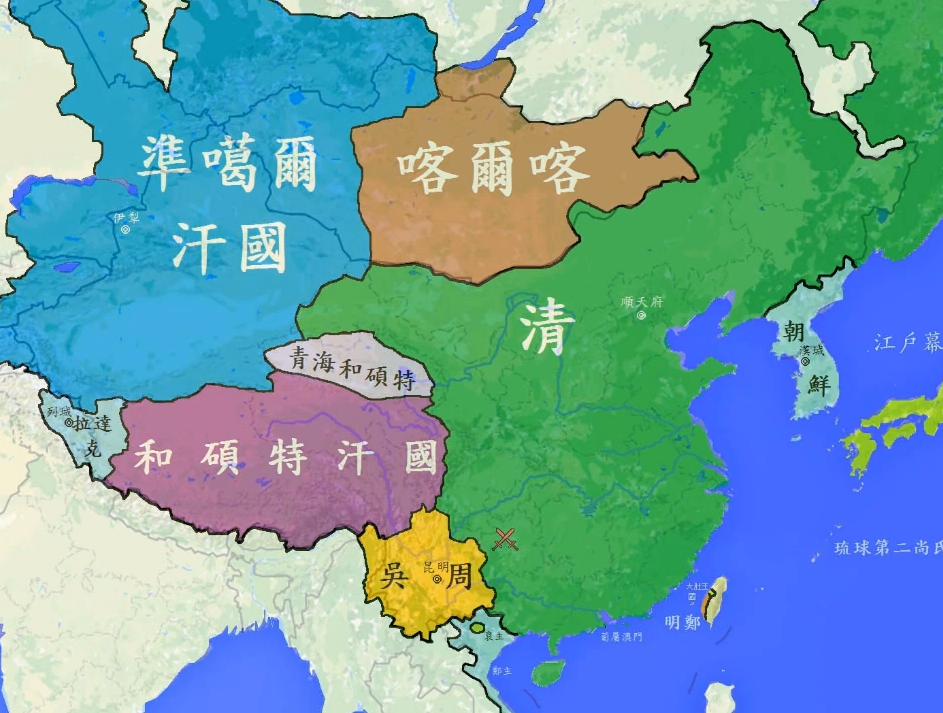 準噶爾
汗國
伊犁
喀爾喀
清
順天府
朝
漢城
鮮
江戶幕
青海和碩特
列城
拉達
克
和碩特汗國
吳周
昆明
琉球第二尚氏
大肚王
國
明鄭
葡屬澳門
莫主
鄭主